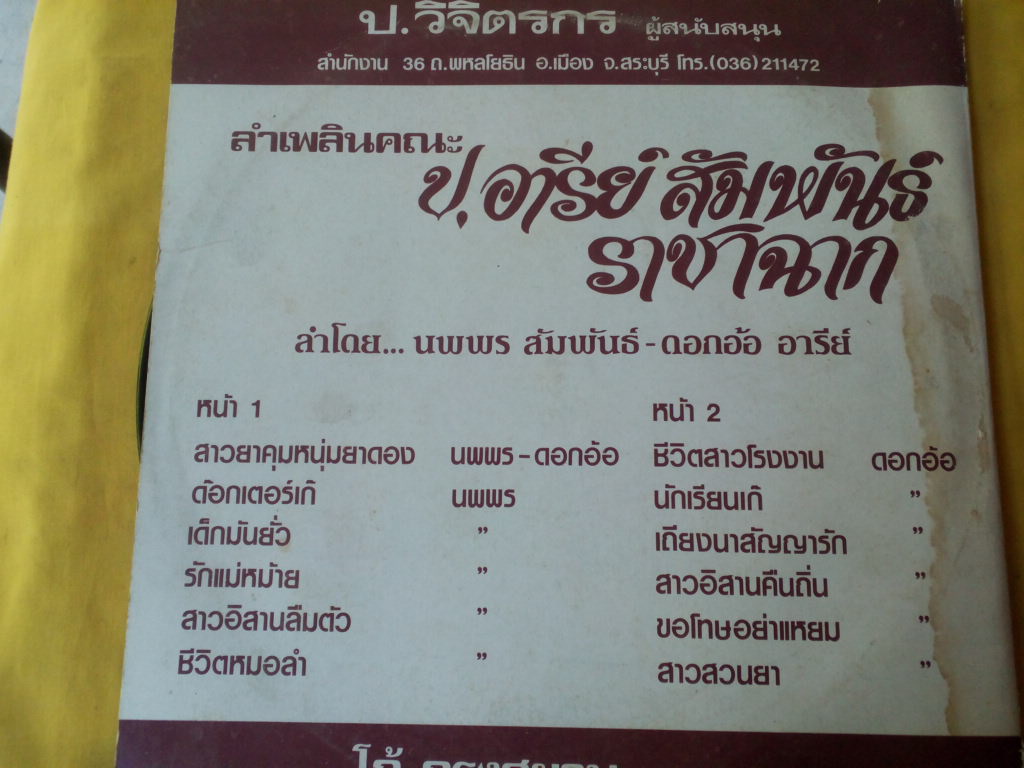 ป.วิจิตรกร ผู้สนับสนุน
สำนักงาน 36 ถ.พหลโยธิน อ.เมือง จ.สระบุรี โทร.(036)211472
ลำเพลินคณะ
ป.อารีย์ สัมพันธ์
ราชาฉาก
ลำโดย... นพพร สัมพันธ์-ดอกอ้อ อารีย์
หน้า 1
สาวยาคุมหนุ่มยาดอง นพพร-ดอกอ้อ
ด๊อกเตอร์เก๊ นพพร
เด็กมันยั่ว "
รักแม่หม้าย "
สาวอิสานลืมตัว "
ชีวิตหมอลำ "
หน้า 2
ชีวิตสาวโรงงาน ดอกอ้อ
นักเรียนเก๊ "
เถียงนาสัญญารัก "
สาวอิสานคืนถิ่น "
ขอโทษอย่าแหยม "
สาวสวนยา "